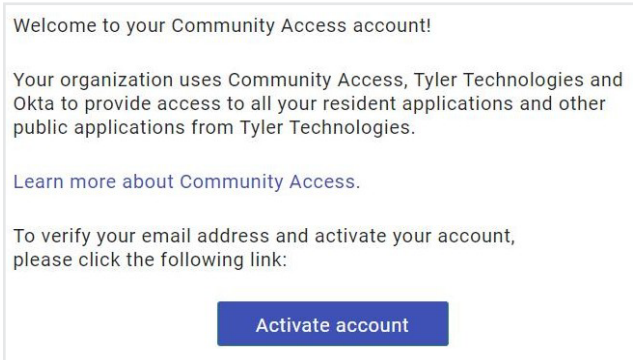 Welcome to your Community Access account!
Your organization uses Community Access, Tyler Technologies and
Okta to provide access to all your resident applications and other
public applications from Tyler Technologies.
Learn more about Community Access.
To verify your email address and activate your account,
please click the following link:
Activate account